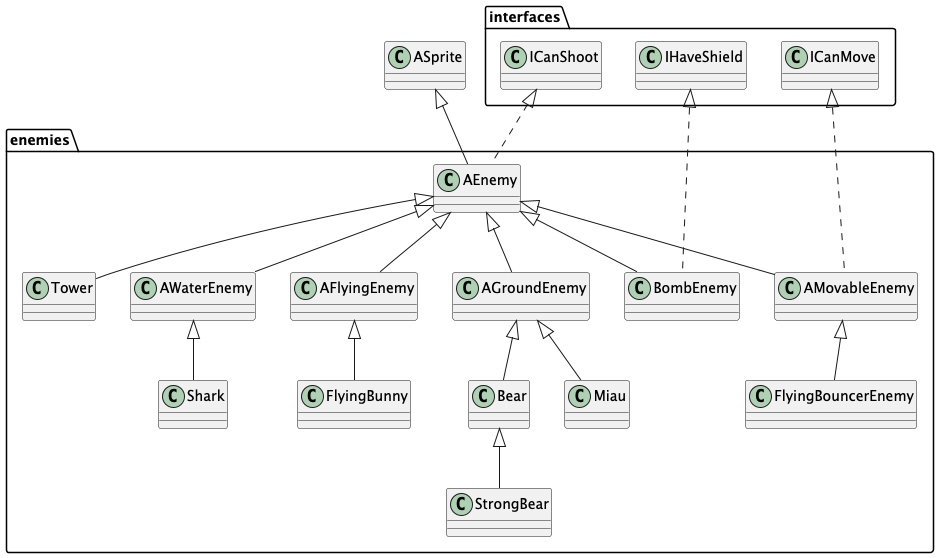 interfaces
C ASprite
C ICanShoot
C IHaveShield
C ICanMove
enemies
C AEnemy
C Tower
C AWaterEnemy
C AFlyingEnemy
C AGroundEnemy
C BombEnemy
C AMovableEnemy
C Shark
C FlyingBunny
C Bear
C Miau
C FlyingBouncerEnemy
C StrongBear